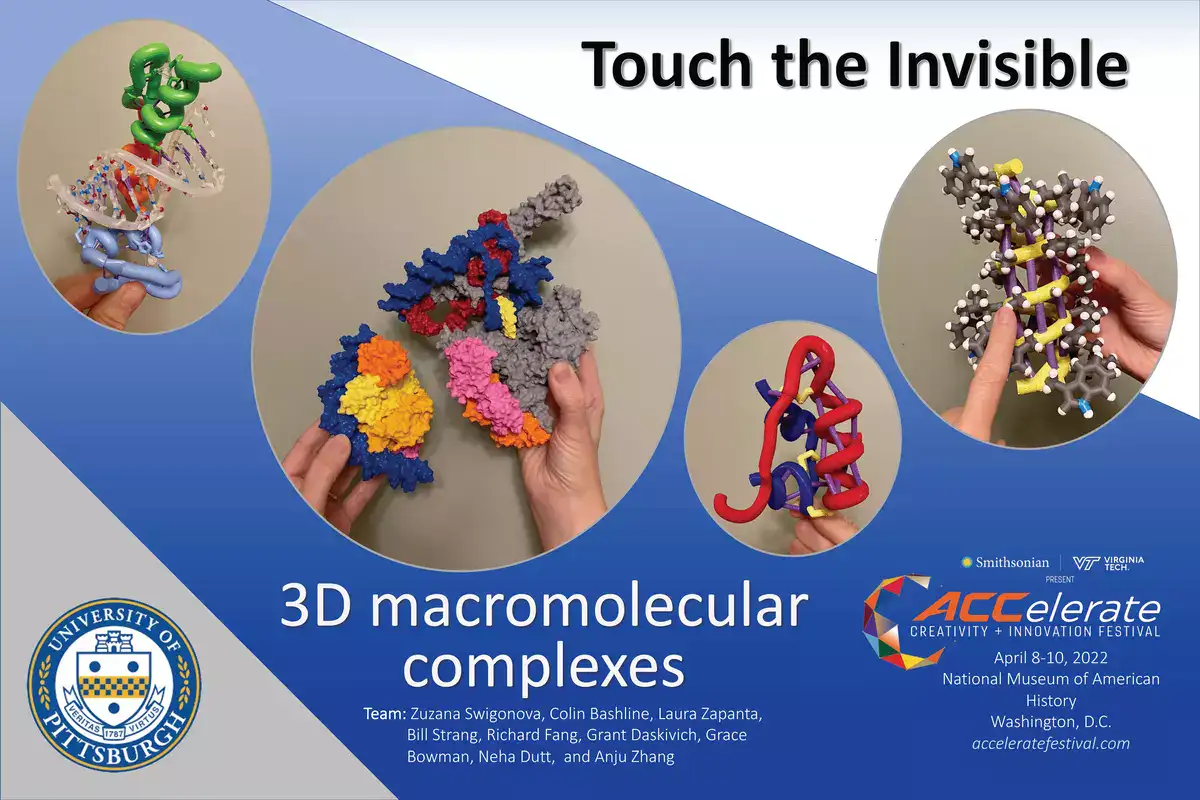 Touch the Invisible
3D macromolecular
complexes
Team: Zuzana Swigonova, Colin Bashline, Laura Zapanta,
Bill Strang, Richard Fang, Grant Daskivich, Grace
Bowman, Neha Dutt, and Anju Zhang
UNIVERSITY OF
PITTSBURGH
VERITAS 1787 VIRTUS
Smithsonian
VT VIRGINIA
TECH.
PRESENT
ACCelerate
CREATIVITY + INNOVATION FESTIVAL
April 8-10, 2022
National Museum of American
History
Washington, D.C.
acceleratefestival.com